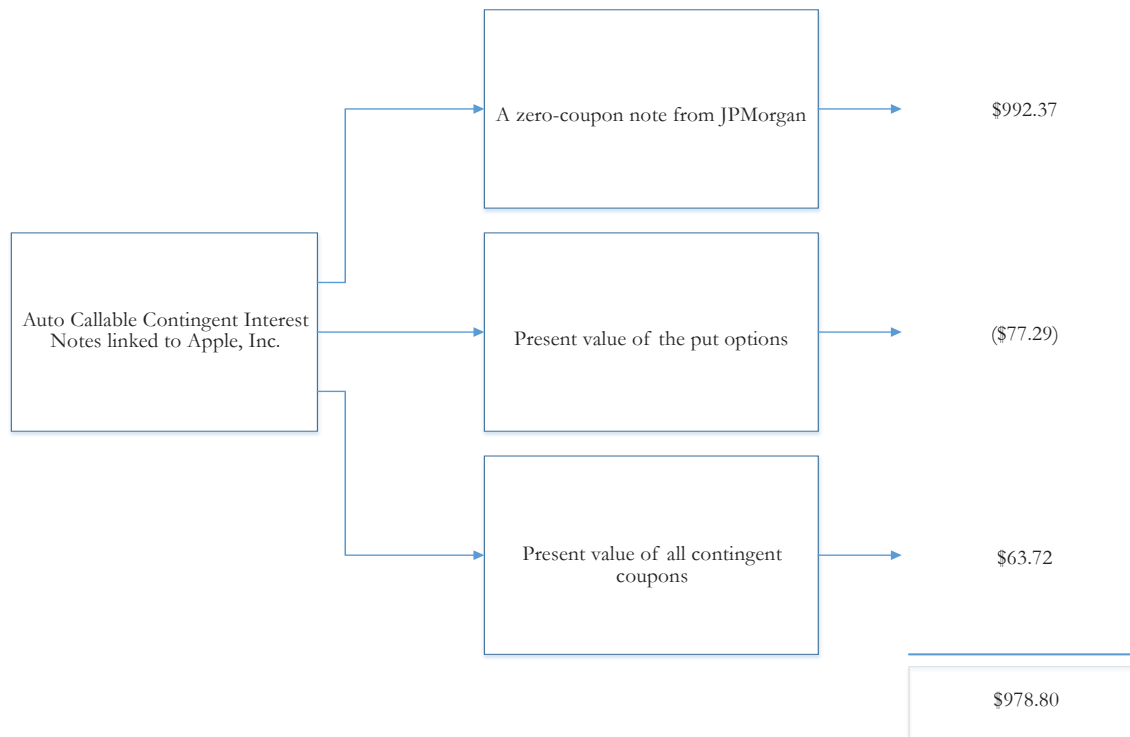 A zero-coupon note from JPMorgan
$992.37
Auto Callable Contingent Interest
Notes linked to Apple, Inc.
Present value of the put options
($77.29)
Present value of all contingent
coupons
$63.72
$978.80